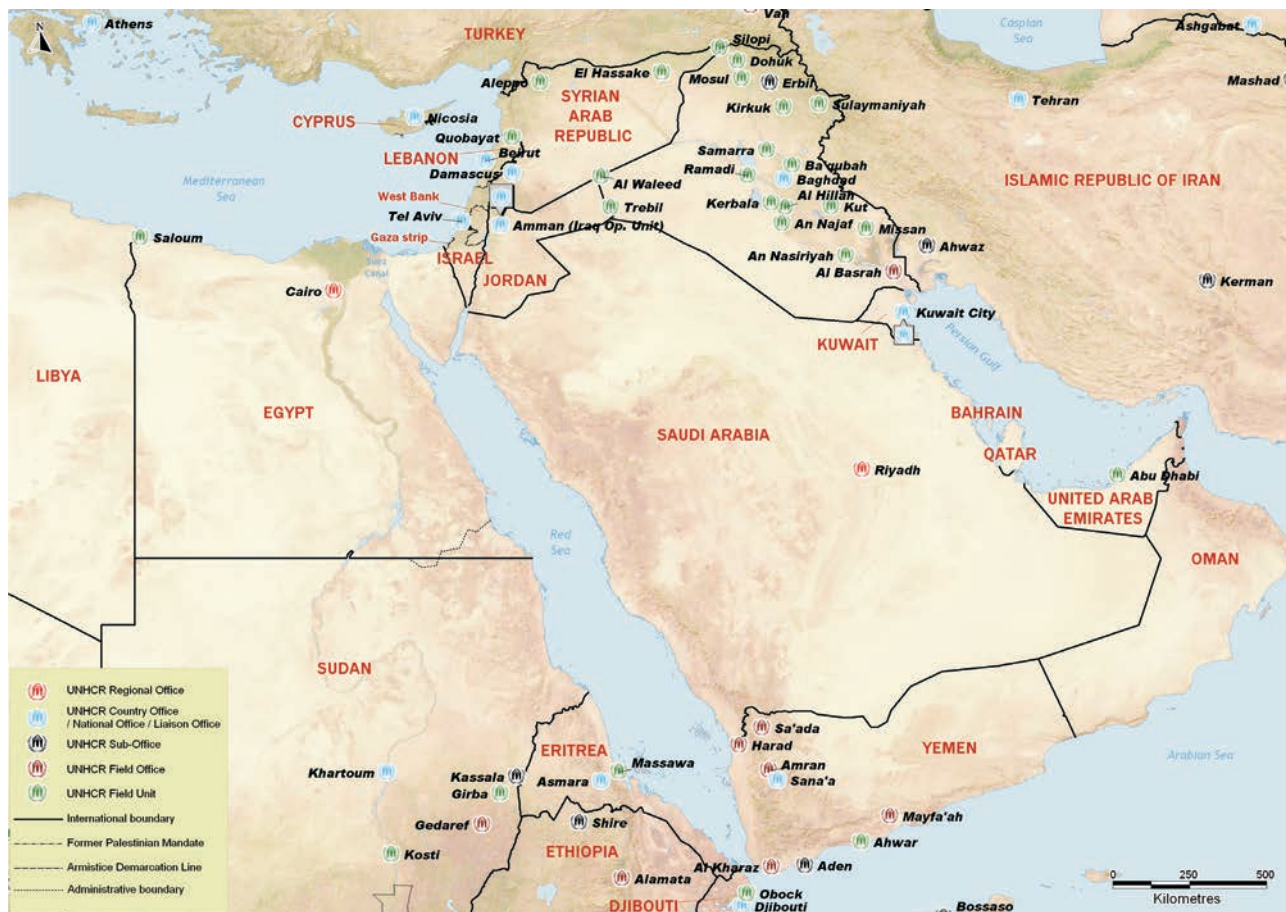 N
Athens
TURKEY
Van
Caspian
Sea
Ashgabat
Silopi
Dohuk
Aleppo
El Hassake
Mosul
Erbil
Mashad
SYRIAN
ARAB
REPUBLIC
Kirkuk
Sulaymaniyah
Tehran
CYPRUS
Nicosia
Quobayat
LEBANON
Beirut
Damascus
Samarra
Ba'qubah
Ramadi
Baghdad
Mediterranean
Sea
West Bank
Al Waleed
Al Hillah
ISLAMIC REPUBLIC OF IRAN
Kerbala
Kut
Tel Aviv
Trebil
Amman (Iraq Op. Unit)
An Najaf
Missan
Saloum
Gaza strip
Ahwaz
Suez
Canal
ISRAEL
JORDAN
An Nasiriyah
Al Basrah
Kerman
Cairo
Kuwait City
KUWAIT
Persian Gulf
LIBYA
EGYPT
SAUDI ARABIA
BAHRAIN
QATAR
Riyadh
Abu Dhabi
UNITED ARAB
EMIRATES
Red
Sea
OMAN
SUDAN
UNHCR Regional Office
UNHCR Country Office
/ National Office / Liaison Office
UNHCR Sub-Office
UNHCR Field Office
UNHCR Field Unit
International boundary
Former Palestinian Mandate
Armistice Demarcation Line
Administrative boundary
Sa'ada
Harad
YEMEN
Arabian Sea
ERITREA
Massawa
Amran
Sana'a
Khartoum
Kassala
Asmara
Girba
Gedaref
Shire
Mayfa'ah
Ahwar
Kosti
ETHIOPIA
Al Kharaz
Aden
Alamata
Obock
DJIBOUTI
Djibouti
Bossaso
0 250 500
Kilometres